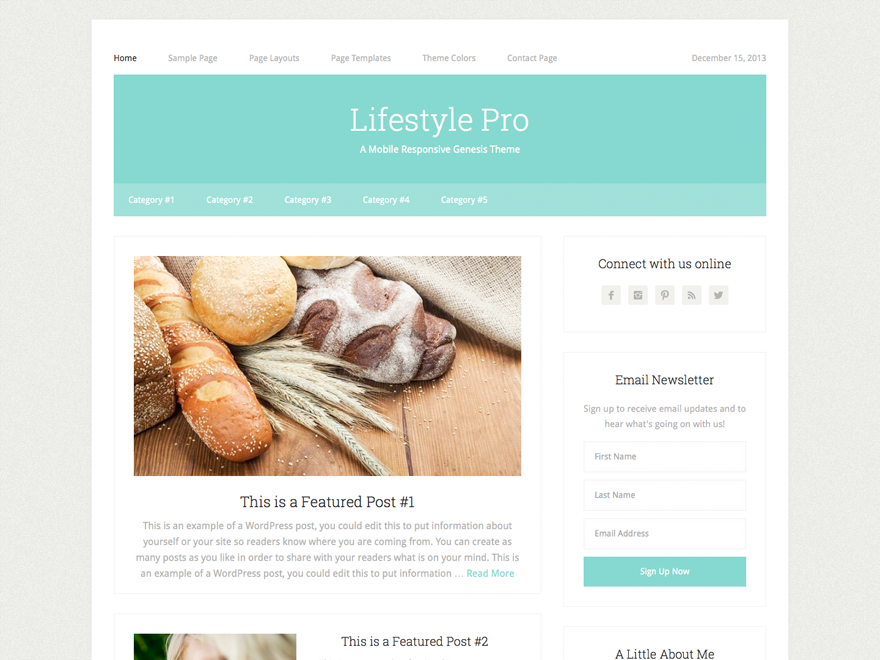 Home Sample Page Page Layouts Page Templates Theme Colors Contact Page December 15, 2013
Lifestyle Pro
A Mobile Responsive Genesis Theme
Category #1 Category #2 Category #3 Category #4 Category #5
This is a Featured Post #1
This is an example of a WordPress post, you could edit this to put information about
yourself or your site so readers know where you are coming from. You can create as
many posts as you like in order to share with your readers what is on your mind. This is
an example of a WordPress post, you could edit this to put information … Read More
This is a Featured Post #2
Connect with us online
Email Newsletter
Sign up to receive email updates and to
hear what's going on with us!
First Name
Last Name
Email Address
Sign Up Now
A Little About Me